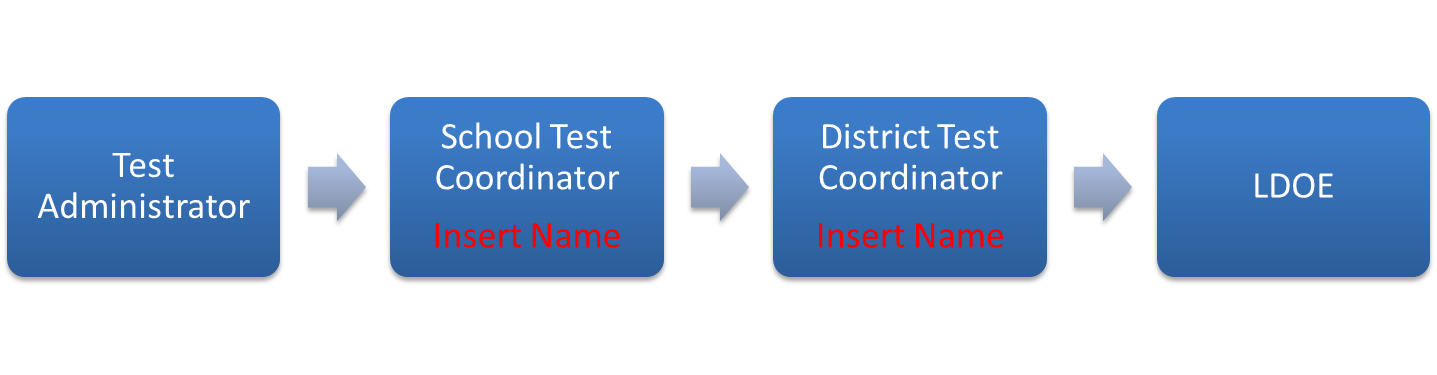 Test
Administrator
School Test
Coordinator
Insert Name
District Test
Coordinator
Insert Name
LDOE